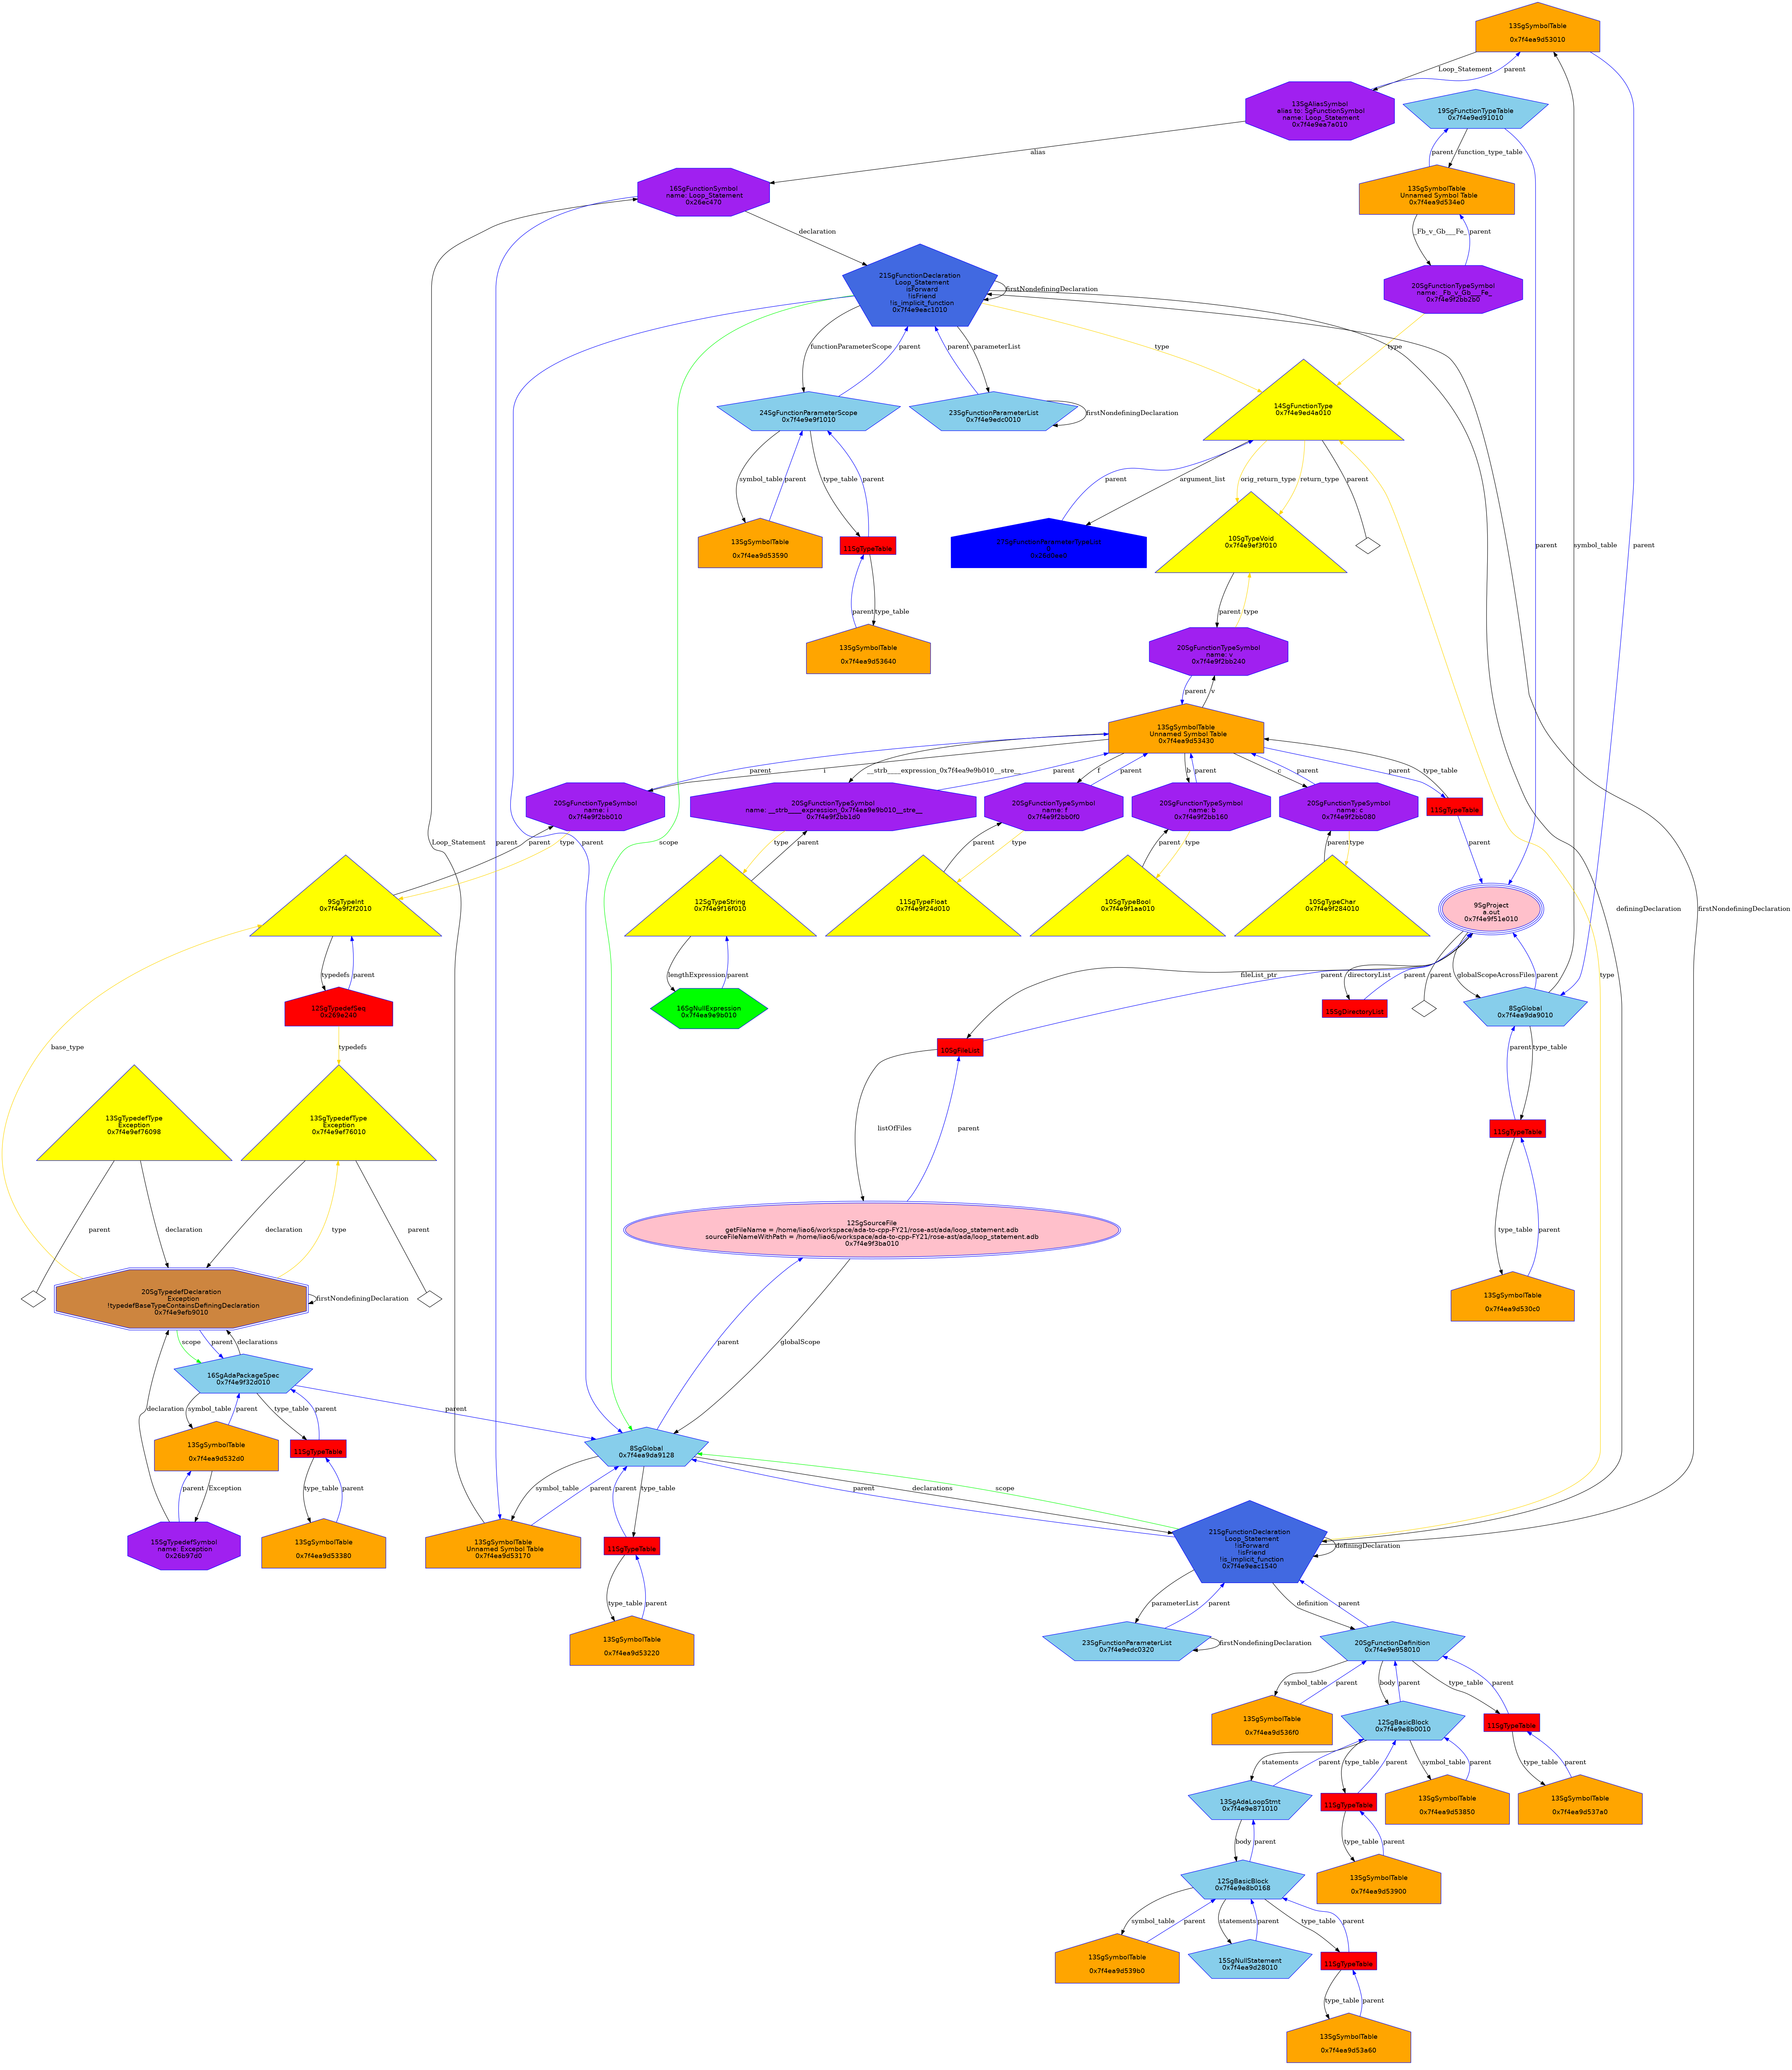 13SgSymbolTable
0x7f4ea9d53010
Loop_Statement
parent
13SgAliasSymbol
alias to: SgFunctionSymbol
name: Loop_Statement
0x7f4e9ea7a010
19SgFunctionTypeTable
0x7f4e9ed91010
alias
parent
function_type_table
16SgFunctionSymbol
name: Loop_Statement
0x26ec470
13SgSymbolTable
Unnamed Symbol Table
0x7f4ea9d534e0
declaration
_Fb_v_Gb___Fe_
parent
21SgFunctionDeclaration
Loop_Statement
isForward
!isFriend
!is_implicit_function
0x7f4e9eac1010
firstNondefiningDeclaration
20SgFunctionTypeSymbol
name: _Fb_v_Gb___Fe_
0x7f4e9f2bb2b0
functionParameterScope
parent
parent
parameterList
type
type
24SgFunctionParameterScope
0x7f4e9e9f1010
23SgFunctionParameterList
0x7f4e9edc0010
firstNondefiningDeclaration
14SgFunctionType
0x7f4e9ed4a010
symbol_table
parent
type_table
parent
parent
argument_list
orig_return_type
return_type
parent
13SgSymbolTable
0x7f4ea9d53590
11SgTypeTable
10SgTypeVoid
0x7f4e9ef3f010
parent
symbol_table
parent
parent
type_table
parent
type
13SgSymbolTable
0x7f4ea9d53640
20SgFunctionTypeSymbol
name: v
0x7f4e9f2bb240
parent
v
13SgSymbolTable
Unnamed Symbol Table
0x7f4ea9d53430
parent
i
__strb____expression_0x7f4ea9e9b010__stre__
parent
f
parent
b
parent
c
parent
parent
type_table
20SgFunctionTypeSymbol
name: i
0x7f4e9f2bb010
20SgFunctionTypeSymbol
name: __strb____expression_0x7f4ea9e9b010__stre__
0x7f4e9f2bb1d0
20SgFunctionTypeSymbol
name: f
0x7f4e9f2bb0f0
20SgFunctionTypeSymbol
name: b
0x7f4e9f2bb160
20SgFunctionTypeSymbol
name: c
0x7f4e9f2bb080
11SgTypeTable
Loop_Statement
parent
parent
scope
parent
type
type
parent
parent
type
parent
type
parent
type
parent
9SgTypeInt
0x7f4e9f2f2010
12SgTypeString
0x7f4e9f16f010
11SgTypeFloat
0x7f4e9f24d010
10SgTypeBool
0x7f4e9f1aa010
10SgTypeChar
0x7f4e9f284010
9SgProject
a.out
0x7f4e9f51e010
definingDeclaration
firstNondefiningDeclaration
type
typedefs
parent
lengthExpression
parent
fileList_ptr
parent
directoryList
parent
parent
globalScopeAcrossFiles
parent
12SgTypedefSeq
0x269a240
16SgNullExpression
0x7f4ea9e9b010
15SgDirectoryList
8SgGlobal
0x7f4ea9da9010
base_type
typedefs
10SgFileList
parent
type_table
13SgTypedefType
Exception
0x7f4e9ef76098
13SgTypedefType
Exception
0x7f4e9ef76010
listOfFiles
parent
11SgTypeTable
parent
declaration
declaration
type
parent
12SgSourceFile
getFileName = /home/liao6/workspace/ada-to-cpp-FY21/rose-ast/ada/loop_statement.adb
sourceFileNameWithPath = /home/liao6/workspace/ada-to-cpp-FY21/rose-ast/ada/loop_statement.adb
0x7f4e9f3ba010
type_table
parent
20SgTypedefDeclaration
Exception
!typedefBaseTypeContainsDefiningDeclaration
0x7f4e9efb9010
firstNondefiningDeclaration
13SgSymbolTable
0x7f4ea9d530c0
scope
parent
declarations
parent
globalScope
16SgAdaPackageSpec
0x7f4e9f32d010
declaration
symbol_table
parent
type_table
parent
parent
13SgSymbolTable
0x7f4ea9d532d0
11SgTypeTable
8SgGlobal
0x7f4ea9da9128
parent
Exception
type_table
parent
symbol_table
parent
parent
type_table
parent
declarations
scope
15SgTypedefSymbol
name: Exception
0x26b97d0
13SgSymbolTable
0x7f4ea9d53380
13SgSymbolTable
Unnamed Symbol Table
0x7f4ea9d53170
11SgTypeTable
21SgFunctionDeclaration
Loop_Statement
!isForward
!isFriend
!is_implicit_function
0x7f4e9eac1540
definingDeclaration
type_table
parent
parameterList
parent
definition
parent
13SgSymbolTable
0x7f4ea9d53220
23SgFunctionParameterList
0x7f4e9edc0320
firstNondefiningDeclaration
20SgFunctionDefinition
0x7f4e9e958010
symbol_table
parent
body
parent
type_table
parent
13SgSymbolTable
0x7f4ea9d536f0
12SgBasicBlock
0x7f4e9e8b0010
11SgTypeTable
statements
parent
type_table
parent
symbol_table
parent
type_table
parent
13SgAdaLoopStmt
0x7f4e9e871010
11SgTypeTable
13SgSymbolTable
0x7f4ea9d53850
13SgSymbolTable
0x7f4ea9d537a0
body
parent
type_table
parent
12SgBasicBlock
0x7f4e9e8b0168
13SgSymbolTable
0x7f4ea9d53900
symbol_table
parent
statements
parent
type_table
parent
13SgSymbolTable
0x7f4ea9d539b0
15SgNullStatement
0x7f4ea9d28010
11SgTypeTable
type_table
parent
13SgSymbolTable
0x7f4ea9d53a60